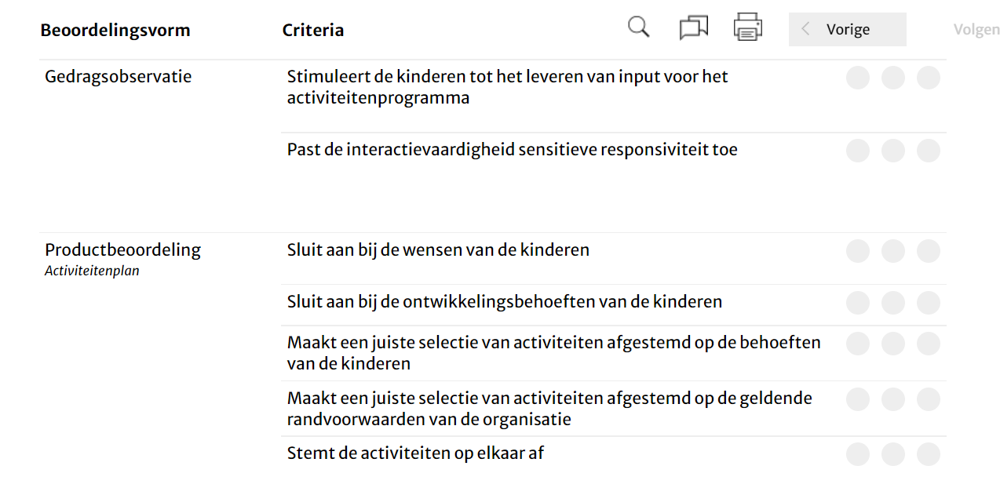 Beoordelingsvorm
Criteria
Vorige
Volgen
Gedragsobservatie
Stimuleert de kinderen tot het leveren van input voor het
activiteitenprogramma
Past de interactievaardigheid sensitieve responsiviteit toe
Productbeoordeling
Activiteitenplan
Sluit aan bij de wensen van de kinderen
Sluit aan bij de ontwikkelingsbehoeften van de kinderen
Maakt een juiste selectie van activiteiten afgestemd op de behoeften
van de kinderen
Maakt een juiste selectie van activiteiten afgestemd op de geldende
randvoorwaarden van de organisatie
Stemt de activiteiten op elkaar af